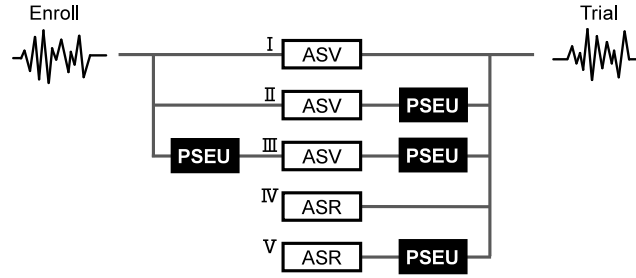 Enroll Trial
I ASV
II ASV PSEU
PSEU III ASV PSEU
IV ASR
V ASR PSEU